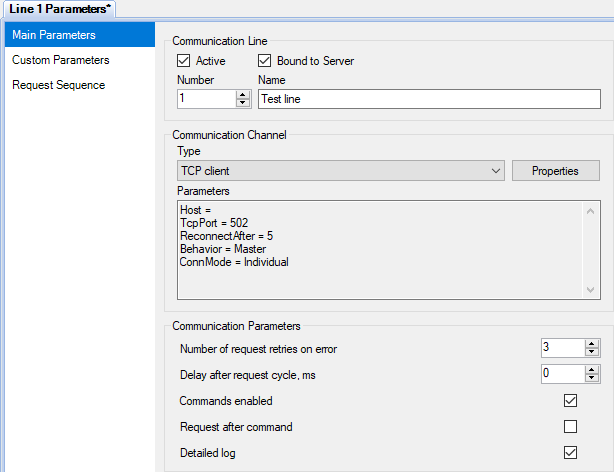 Line 1 Parameters*
Main Parameters
Custom Parameters
Request Sequence
Communication Line
Active
Bound to Server
Number
Name
1
Test line
Communication Channel
Type
TCP client
Properties
Parameters
Host =
TcpPort = 502
ReconnectAfter = 5
Behavior = Master
ConnMode = Individual
Communication Parameters
Number of request retries on error
3
Delay after request cycle, ms
0
Commands enabled
Request after command
Detailed log